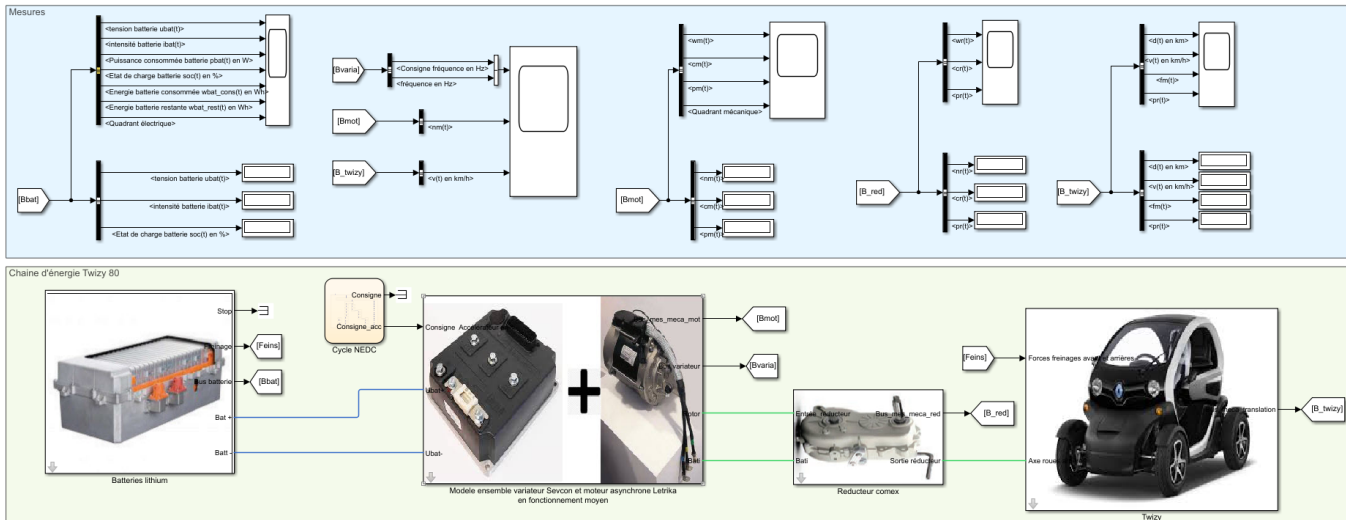 Mesures
<tension batterie ubat(t)>
<intensité batterie ibat(t)>
<Puissance consommée batterie pbat(t) en W>
<Etat de charge batterie soc(t) en %>
<Energie batterie consommée wbat_cons(t) en Wh>
<Energie batterie restante wbat_rest(t) en Wh>
<Quadrant électrique>
[Bbat]
<tension batterie ubat(t)>
<intensité batterie ibat(t)>
<Etat de charge batterie soc(t) en %>
[Bvaria]
<Consigne fréquence en Hz>
<fréquence en Hz>
[Bmot]
<nm(t)>
[B_twizy]
<v(t) en km/h>
<wm(t)>
<cm(t)>
<pm(t)>
<Quadrant mécanique>
[Bmot]
<nm(t)>
<cm(t)>
<pm(t)>
<wr(t)>
<cr(t)>
<pr(t)>
[B_red]
<nr(t)>
<cr(t)>
<pr(t)>
<d(t) en km>
<v(t) en km/h>
<fm(t)>
<pr(t)>
[B_twizy]
<d(t) en km>
<v(t) en km/h>
<fm(t)>
<pr(t)>
Chaine d'énergie Twizy 80
Stop
[Feins]
Bus batterie
[Bbat]
Bat +
Batt -
Batteries lithium
Consigne
Consigne_acc
Cycle NEDC
Consigne Accélérateur
Ubat+
Ubat-
mes_meca_mot
[Bmot]
variateur
[Bvaria]
Rotor
Bati
Modele ensemble variateur Sevcon et moteur asynchrone Letrika
en fonctionnement moyen
Entrée_réducteur
Bus_mes_meca_red
[B_red]
Bati
Sortie réducteur
Reducteur comex
[Feins]
Forces freinages avant et arrières
translation
[B_twizy]
Axe roue
Twizy